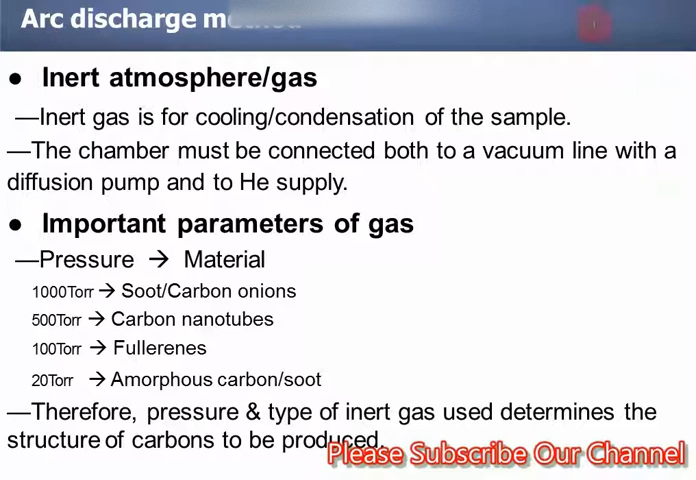 Arc discharge
● Inert atmosphere/gas
—Inert gas is for cooling/condensation of the sample.
—The chamber must be connected both to a vacuum line with a
diffusion pump and to He supply.
● Important parameters of gas
—Pressure → Material
1000Torr → Soot/Carbon onions
500Torr → Carbon nanotubes
100Torr → Fullerenes
20Torr → Amorphous carbon/soot
—Therefore, pressure & type of inert gas used determines the
structure of carbons to be produced.
Please Subscribe Our Channel